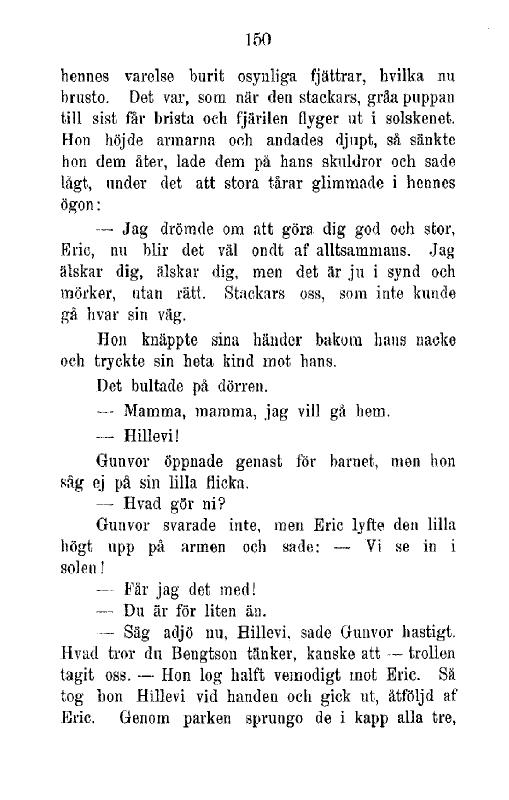 150
hennes varelse burit osynliga fjättrar, hvilka nu
brusto. Det var, som när den stackars, gråa puppan
till sist får brista och fjärilen flyger ut i solskenet.
Hon höjde armarna och andades djupt, så sänkte
hon dem åter, lade dem på hans skuldror och sade
lågt, under det att stora tårar glimmade i hennes
ögon:
— Jag drömde om att göra dig god och stor,
Eric, nu blir det väl ondt af alltsammans. Jag
älskar dig, älskar dig, men det är ju i synd och
mörker, utan rätt. Stackars oss, som inte kunde
gå hvar sin väg.
Hon knäppte sina händer bakom hans nacke
och tryckte sin heta kind mot hans.
Det bultade på dörren.
— Mamma, mamma, jag vill gå hem.
— Hillevi!
Gunvor öppnade genast för barnet, men hon
såg ej på sin lilla flicka.
— Hvad gör ni?
Gunvor svarade inte, men Eric lyfte den lilla
högt upp på armen och sade: — Vi se in i
solen!
— Får jag det med!
— Du är för liten än.
— Säg adjö nu, Hillevi, sade Gunvor hastigt.
Hvad tror du Bengtson tänker, kanske att — trollen
tagit oss. — Hon log halft vemodigt mot Eric. Så
tog hon Hillevi vid handen och gick ut, åtföljd af
Eric. Genom parken sprungo de i kapp alla tre,